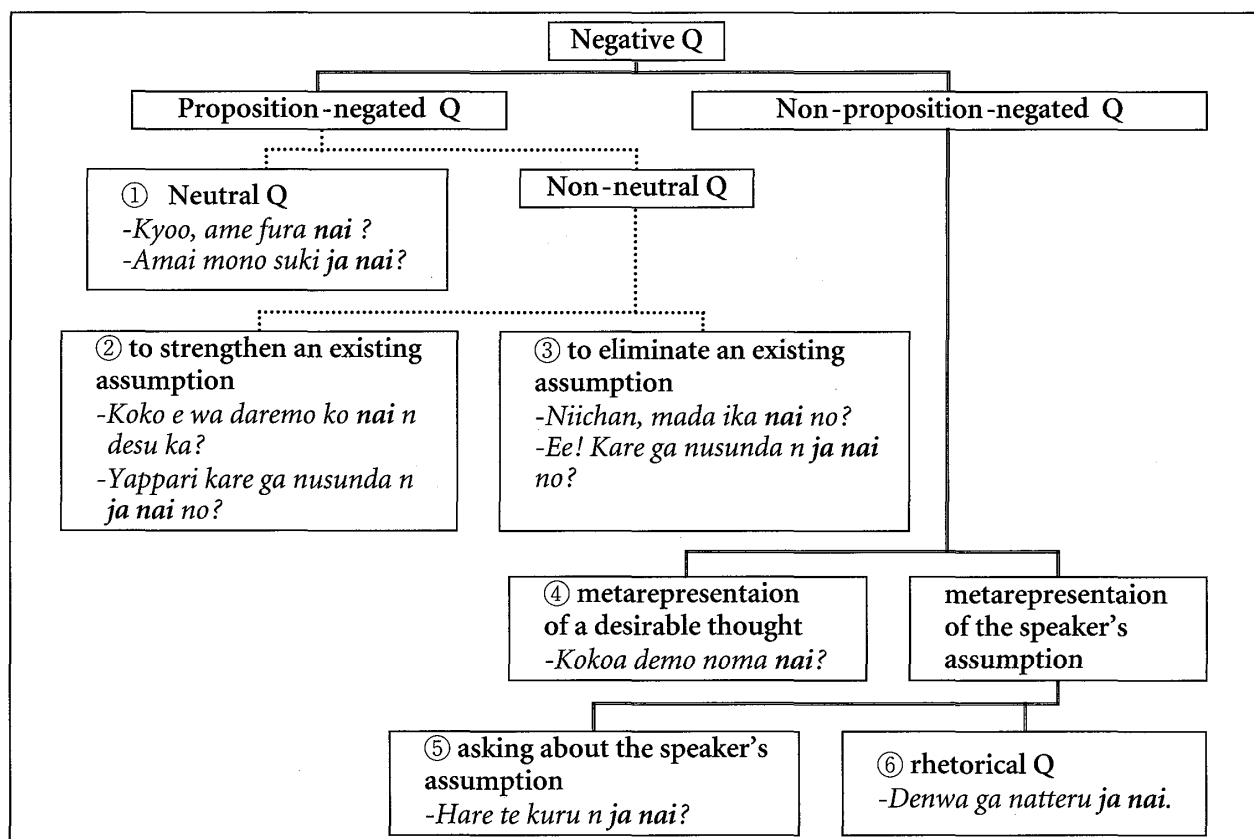 Negative Q
Proposition-negated Q
Non-proposition-negated Q
① Neutral Q
-Kyoo, ame fura nai ?
-Amai mono suki ja nai?
Non-neutral Q
② to strengthen an existing
assumption
-Koko e wa daremo ko nai n
desu ka?
-Yappari kare ga nusunda n
ja nai no?
③ to eliminate an existing
assumption
-Niichan, mada ika nai no?
-Ee! Kare ga nusunda n ja nai
no?
④ metarepresentaion
of a desirable thought
-Kokoa demo noma nai?
metarepresentaion
of the speaker's
assumption
⑤ asking about the speaker's
assumption
-Hare te kuru n ja nai?
⑥ rhetorical Q
-Denwa ga natteru ja nai.